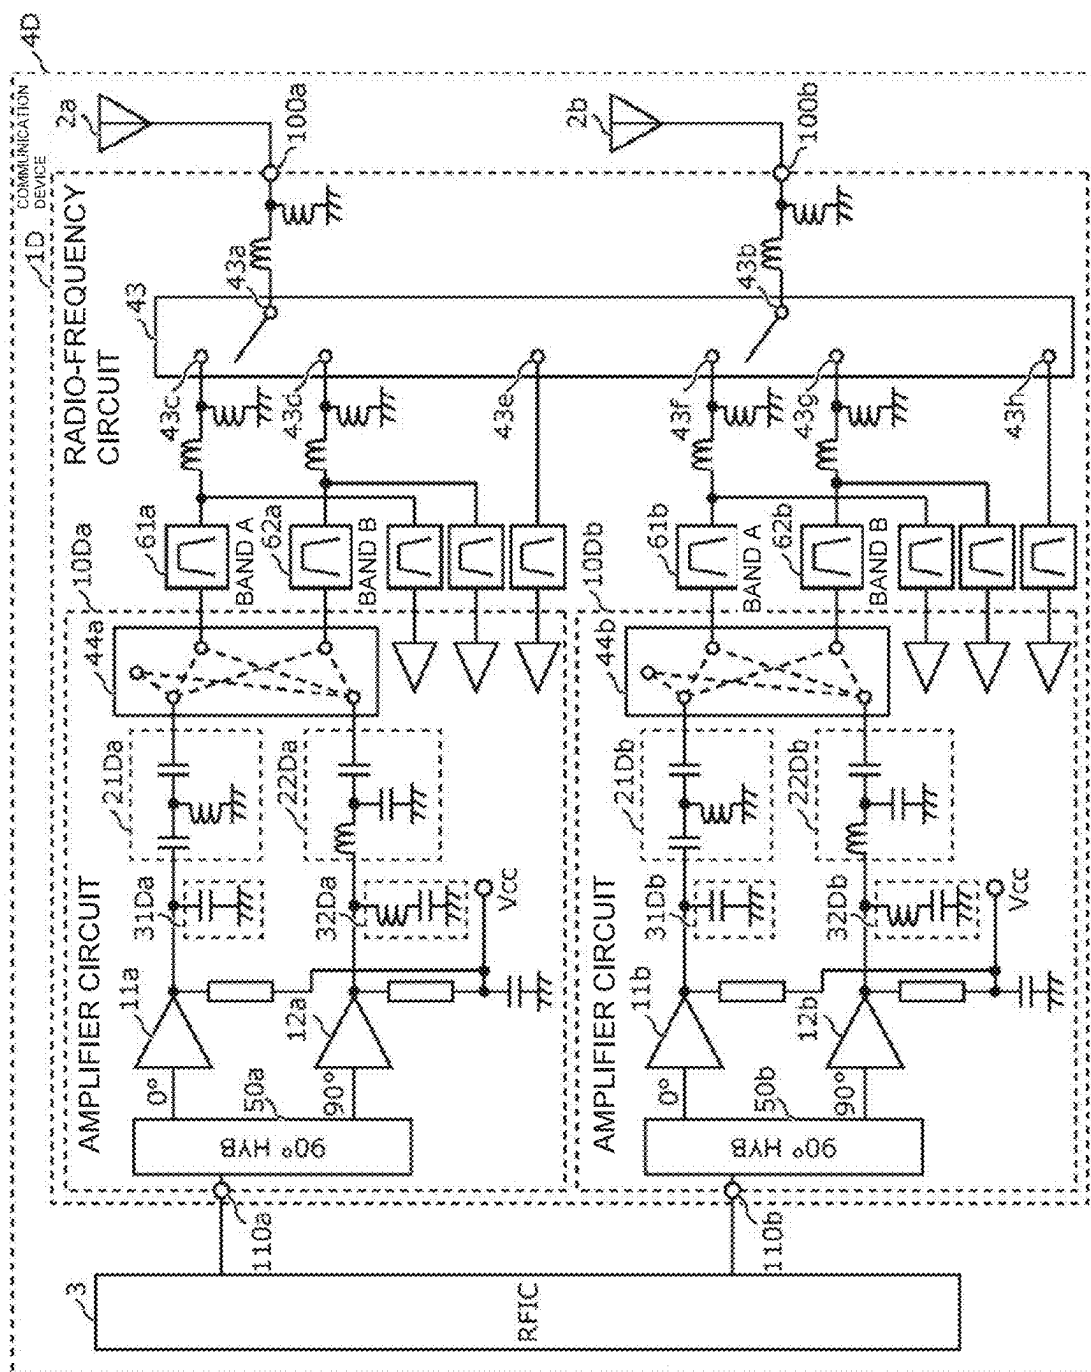 4D
COMMUNICATION
DEVICE
1D
RADIO-FREQUENCY
CIRCUIT
2a
100a
2b
100b
43
43a
43b
43c
43d
43e
43f
43g
43h
10Da
61a
BAND A
62a
BAND B
10Db
61b
BAND A
62b
BAND B
44a
44b
21Da
22Da
21Db
22Db
AMPLIFIER CIRCUIT
31Da
32Da
Vcc
11a
12a
0°
90°
50a
90° HYB
110a
AMPLIFIER CIRCUIT
31Db
32Db
Vcc
11b
12b
0°
90°
50b
90° HYB
110b
3
RFIC